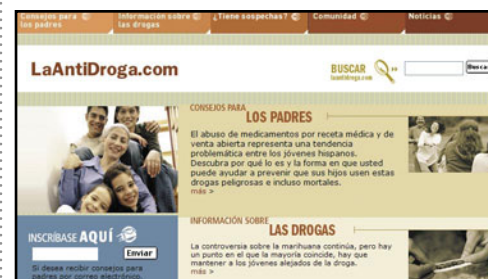 Consejos para los padres
Información sobre las drogas
¿Tiene sospechas?
Comunidad
Noticias
LaAntiDroga.com
BUSCAR
laantidroga.com
Buscar
CONSEJOS PARA
LOS PADRES
El abuso de medicamentos por receta médica y de
venta abierta representa una tendencia
problemática entre los jóvenes hispanos.
Descubra por qué lo es y la forma en que usted
puede ayudar a prevenir que sus hijos usen estas
drogas peligrosas e incluso mortales.
más >
INSCRÍBASE AQUÍ
Enviar
Si desea recibir consejos para
padres por correo electrónico,
INFORMACIÓN SOBRE
LAS DROGAS
La controversia sobre la marihuana continúa, pero hay
un punto en el que la mayoría coincide, hay que
mantener a los jóvenes alejados de la droga.
más >